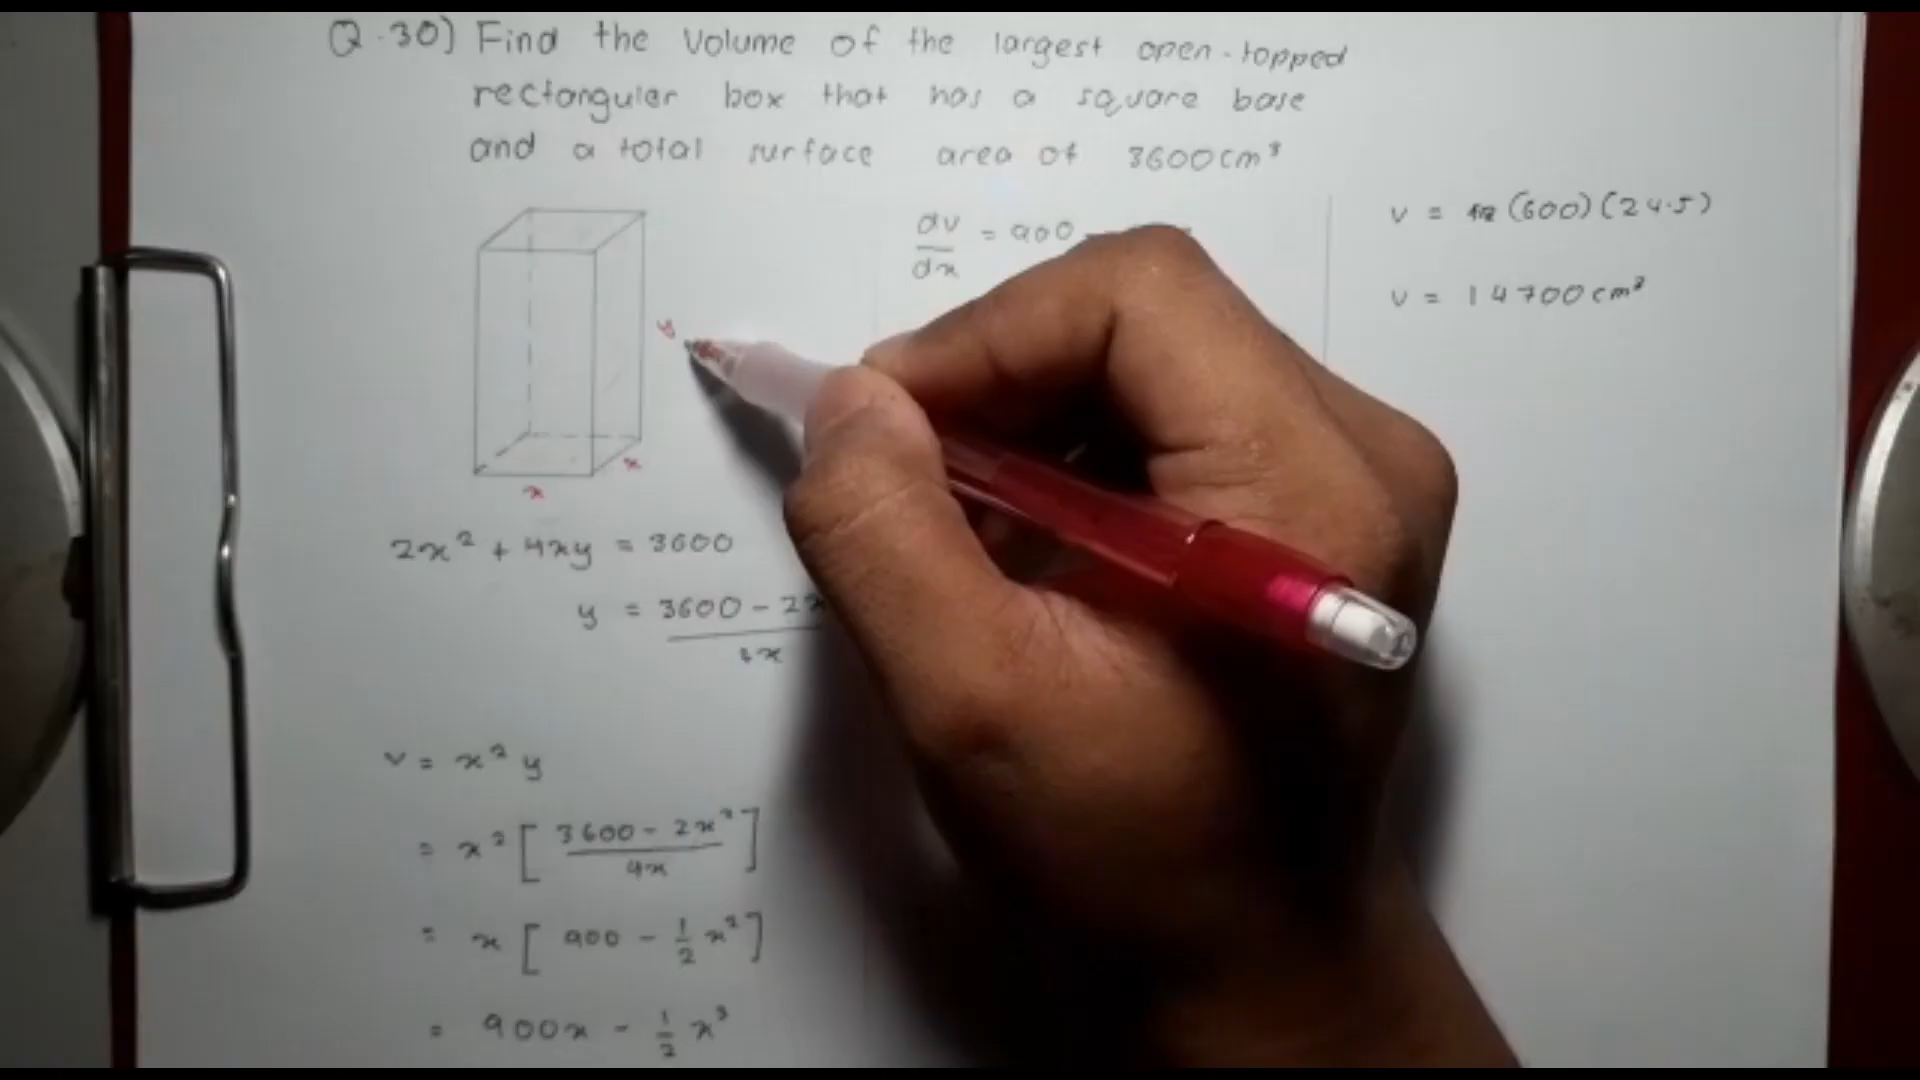 Q.30) Find the Volume of the largest open-topped
rectangular box that has a square base
and a total surface area of 3600cm³
y
x
x
2x² + 4xy = 3600
y = 3600 - 2x
4x
v = x² y
= x² [ 3600 - 2x² ]
4x
= x [ 900 - 1/2 x² ]
= 900x - 1/2 x³
dv/dx = 900
v = (600)(24.5)
v = 14700cm³